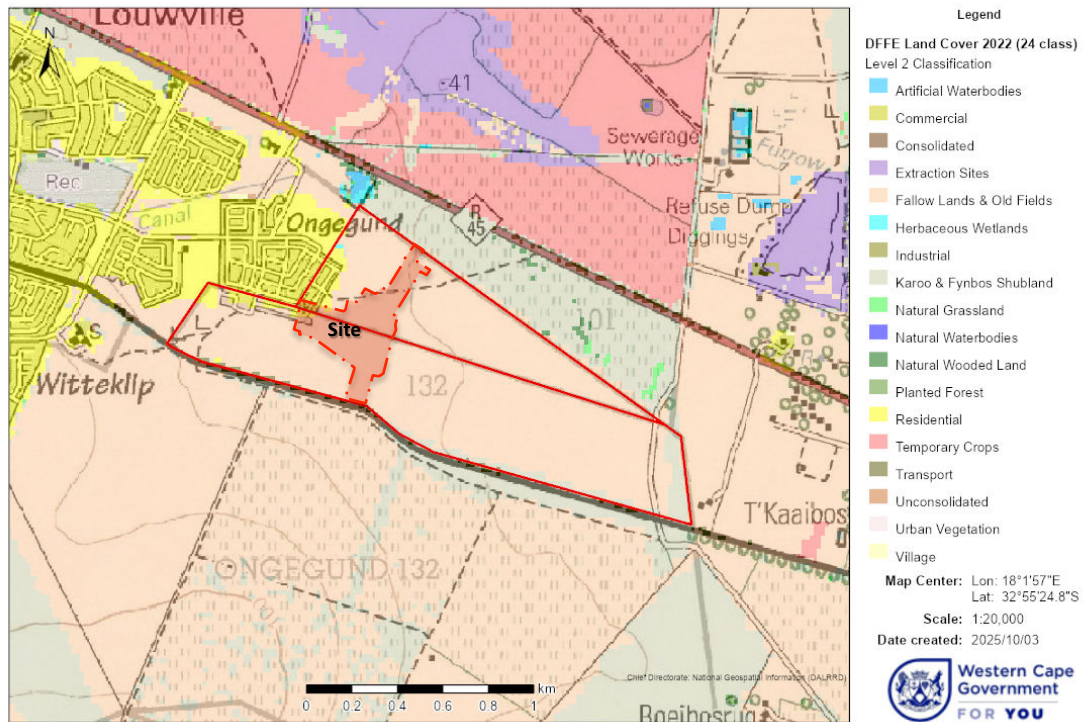 Louwville
N
S
41
Sewerage
Works
Furrow
Rec
Canal
Ongegund
R
45
Refuse Dump
Diggings
Site
101
132
S
Witteklip
T'Kaaibos
ONGEGUND 132
Chief Directorate: National Geospatial Information (DALRRD)
km
0 0.2 0.4 0.6 0.8 1
Legend
DFFE Land Cover 2022 (24 class)
Level 2 Classification
Artificial Waterbodies
Commercial
Consolidated
Extraction Sites
Fallow Lands & Old Fields
Herbaceous Wetlands
Industrial
Karoo & Fynbos Shubland
Natural Grassland
Natural Waterbodies
Natural Wooded Land
Planted Forest
Residential
Temporary Crops
Transport
Unconsolidated
Urban Vegetation
Village
Map Center: Lon: 18°1'57"E
Lat: 32°55'24.8"S
Scale: 1:20,000
Date created: 2025/10/03
Western Cape
Government
FOR YOU